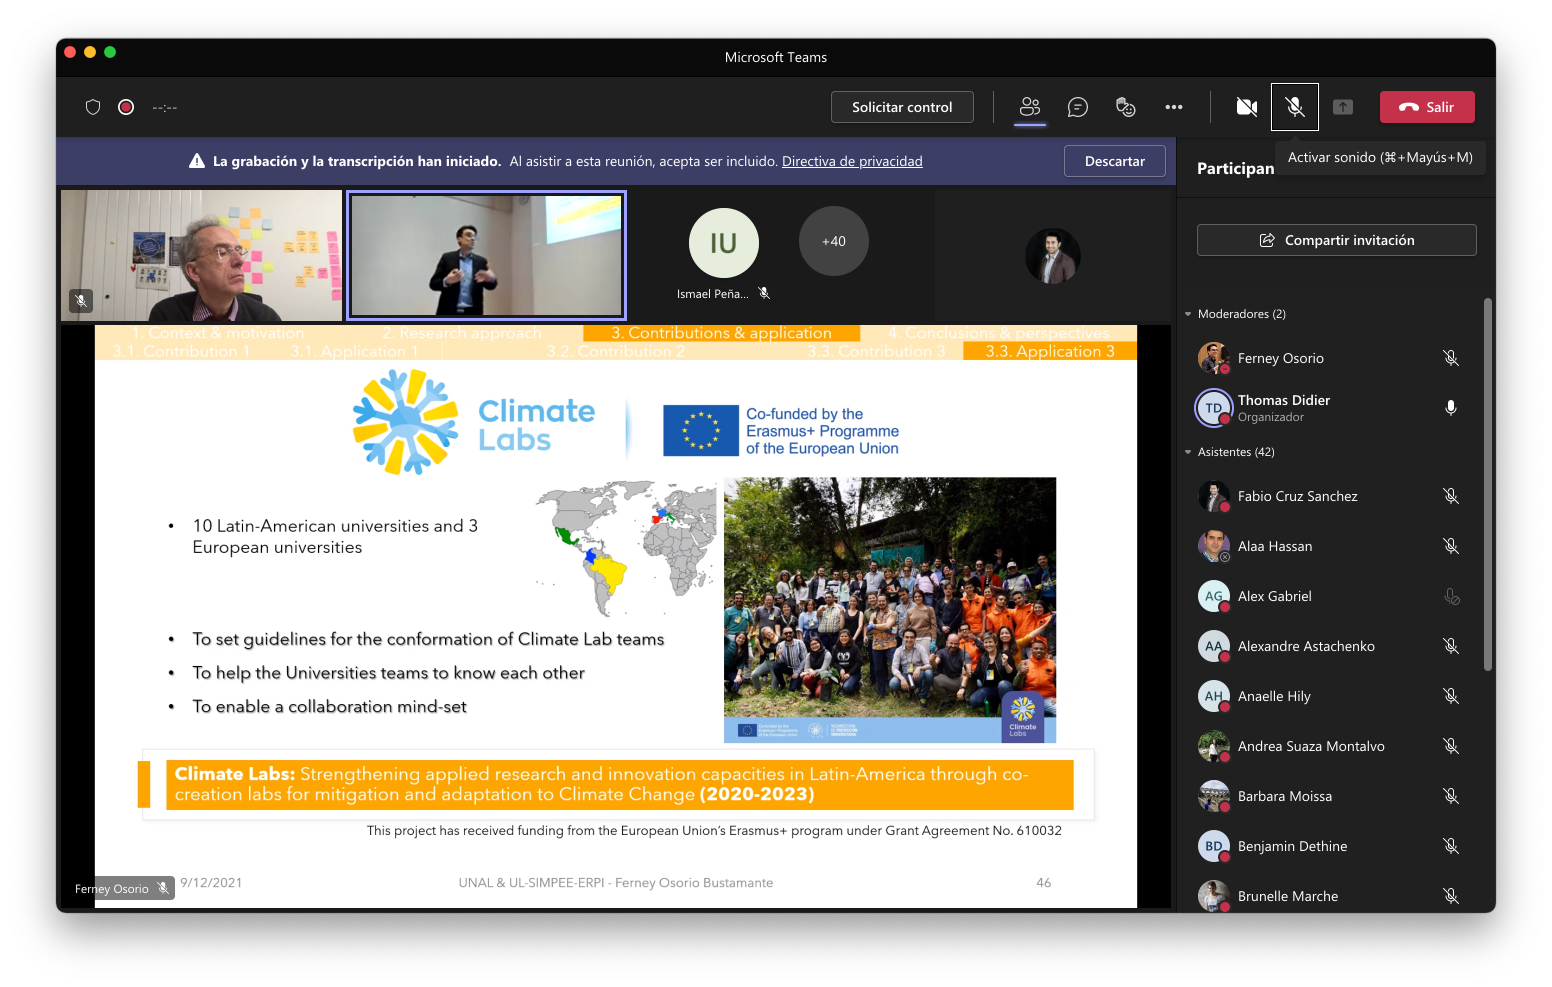 Microsoft Teams
--:--
Solicitar control
Salir
La grabación y la transcripción han iniciado. Al asistir a esta reunión, acepta ser incluido. Directiva de privacidad
Descartar
Activar sonido (⌘+Mayús+M)
Participan
IU
+40
Ismael Peña...
Compartir invitación
Moderadores (2)
Ferney Osorio
TD
Thomas Didier
Organizador
Asistentes (42)
Fabio Cruz Sanchez
Alaa Hassan
AG
Alex Gabriel
AA
Alexandre Astachenko
AH
Anaelle Hily
Andrea Suaza Montalvo
Barbara Moissa
BD
Benjamin Dethine
Brunelle Marche
1. Context & motivation
2. Research approach
3. Contributions & application
4. Conclusions & perspectives
3.1. Contribution 1
3.1. Application 1
3.2. Contribution 2
3.3. Contribution 3
3.3. Application 3
Climate
Labs
Co-funded by the
Erasmus+ Programme
of the European Union
• 10 Latin-American universities and 3
European universities
• To set guidelines for the conformation of Climate Lab teams
• To help the Universities teams to know each other
• To enable a collaboration mind-set
Climate
Labs
Climate Labs: Strengthening applied research and innovation capacities in Latin-America through co-
creation labs for mitigation and adaptation to Climate Change (2020-2023)
This project has received funding from the European Union's Erasmus+ program under Grant Agreement No. 610032
Ferney Osorio
9/12/2021
UNAL & UL-SIMPEE-ERPI - Ferney Osorio Bustamante
46